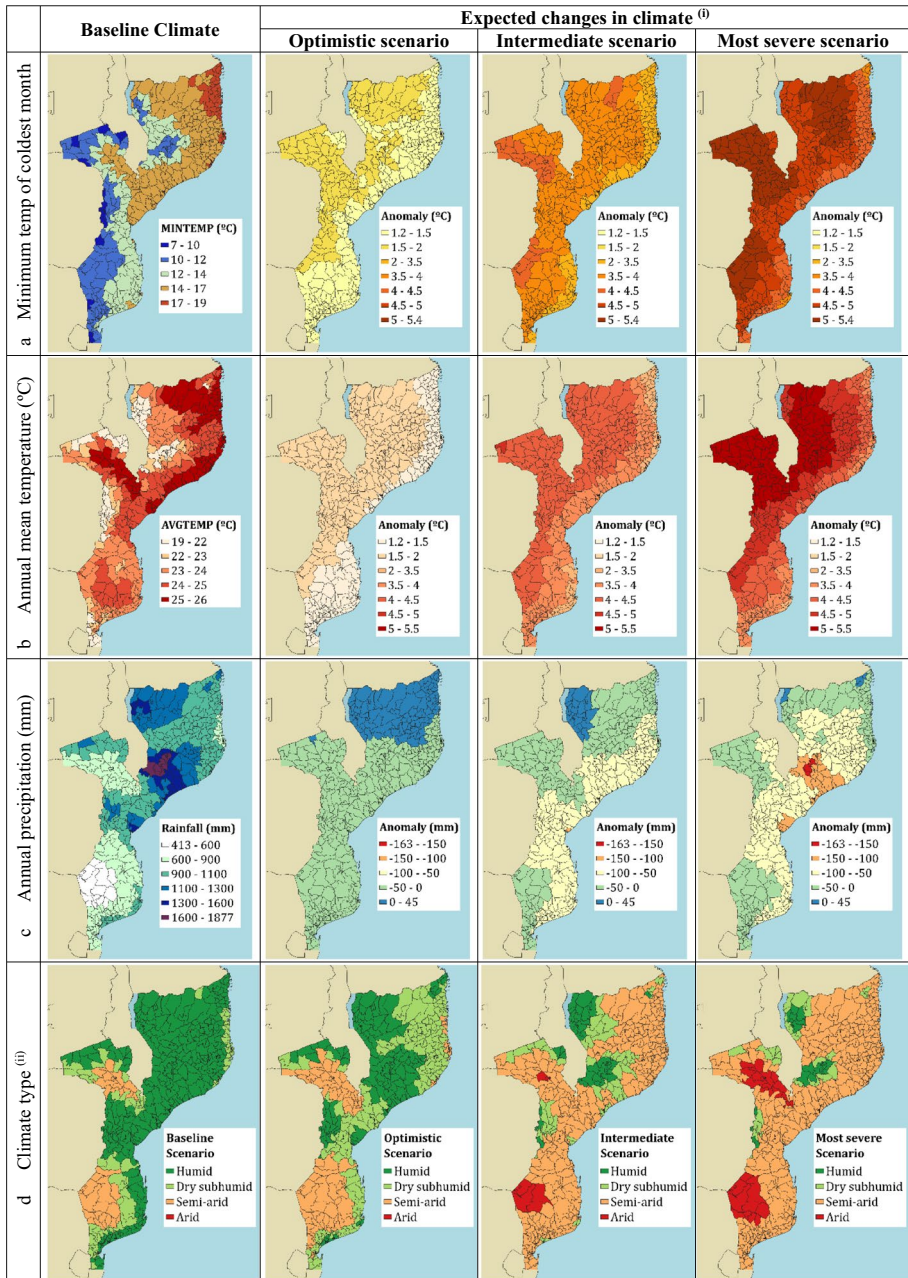 Baseline Climate
Expected changes in climate (i)
Optimistic scenario
Intermediate scenario
Most severe scenario
a Minimum temp of coldest month
MINTEMP (ºC)
7 - 10
10 - 12
12 - 14
14 - 17
17 - 19
Anomaly (ºC)
1.2 - 1.5
1.5 - 2
2 - 3.5
3.5 - 4
4 - 4.5
4.5 - 5
5 - 5.4
Anomaly (ºC)
1.2 - 1.5
1.5 - 2
2 - 3.5
3.5 - 4
4 - 4.5
4.5 - 5
5 - 5.4
Anomaly (ºC)
1.2 - 1.5
1.5 - 2
2 - 3.5
3.5 - 4
4 - 4.5
4.5 - 5
5 - 5.4
b Annual mean temperature (ºC)
AVGTEMP (ºC)
19 - 22
22 - 23
23 - 24
24 - 25
25 - 26
Anomaly (ºC)
1.2 - 1.5
1.5 - 2
2 - 3.5
3.5 - 4
4 - 4.5
4.5 - 5
5 - 5.5
Anomaly (ºC)
1.2 - 1.5
1.5 - 2
2 - 3.5
3.5 - 4
4 - 4.5
4.5 - 5
5 - 5.5
Anomaly (ºC)
1.2 - 1.5
1.5 - 2
2 - 3.5
3.5 - 4
4 - 4.5
4.5 - 5
5 - 5.5
c Annual precipitation (mm)
Rainfall (mm)
413 - 600
600 - 900
900 - 1100
1100 - 1300
1300 - 1600
1600 - 1877
Anomaly (mm)
-163 - -150
-150 - -100
-100 - -50
-50 - 0
0 - 45
Anomaly (mm)
-163 - -150
-150 - -100
-100 - -50
-50 - 0
0 - 45
Anomaly (mm)
-163 - -150
-150 - -100
-100 - -50
-50 - 0
0 - 45
d Climate type (ii)
Baseline
Scenario
Humid
Dry subhumid
Semi-arid
Arid
Optimistic
Scenario
Humid
Dry subhumid
Semi-arid
Arid
Intermediate
Scenario
Humid
Dry subhumid
Semi-arid
Arid
Most severe
Scenario
Humid
Dry subhumid
Semi-arid
Arid